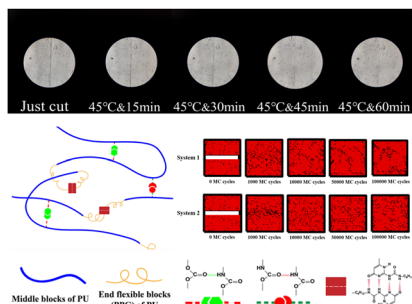 Just cut 45°C&15min 45°C&30min 45°C&45min 45°C&60min
System 1
0 MC cycles 1000 MC cycles 10000 MC cycles 50000 MC cycles 100000 MC cycles
System 2
0 MC cycles 1000 MC cycles 10000 MC cycles 50000 MC cycles 100000 MC cycles
Middle blocks of PU
End flexible blocks